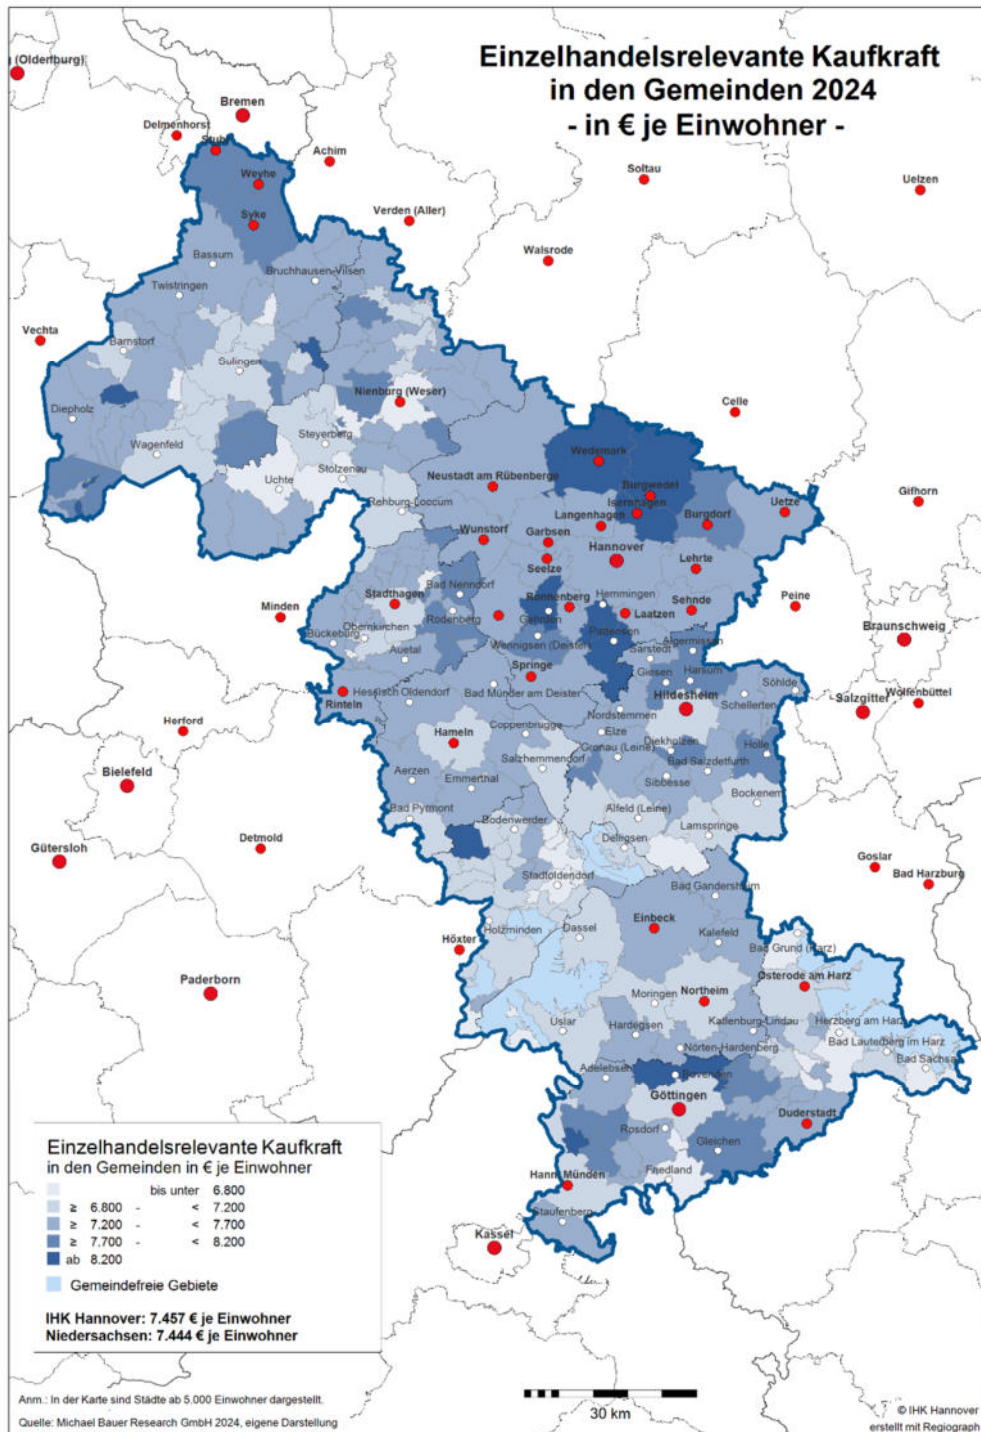 Einzelhandelsrelevante Kaufkraft
in den Gemeinden 2024
- in € je Einwohner -
(Oldenburg)
Bremen
Delmenhorst
Stuhr
Achim
Weyhe
Soltau
Uelzen
Syke
Verden (Aller)
Walsrode
Bassum
Bruchhausen-Vilsen
Twistringen
Vechta
Barnstorf
Sulingen
Nienburg (Weser)
Celle
Diepholz
Steyerberg
Wagenfeld
Wedemark
Stolzenau
Neustadt am Rübenberge
Burgwedel
Uchte
Rehburg-Loccum
Isernhagen
Uetze
Gifhorn
Langenhagen
Burgdorf
Wunstorf
Garbsen
Hannover
Lehrte
Seelze
Bad Nenndorf
Stadthagen
Ronnenberg
Hemmingen
Sehnde
Peine
Minden
Gehrden
Laatzen
Rodenberg
Obernkirchen
Braunschweig
Bückeburg
Wennigsen (Deister)
Pattensen
Algermissen
Auetal
Sarstedt
Springe
Giesen
Harsum
Söhlde
Hessisch Oldendorf
Bad Münder am Deister
Hildesheim
Rinteln
Schellerten
Salzgitter
Wolfenbüttel
Herford
Nordstemmen
Hameln
Coppenbrügge
Elze
Diekholzen
Gronau (Leine)
Holle
Bielefeld
Salzhemmendorf
Bad Salzdetfurth
Aerzen
Emmerthal
Sibbesse
Bad Pyrmont
Bockenem
Alfeld (Leine)
Bodenwerder
Lamspringe
Detmold
Delligsen
Gütersloh
Goslar
Bad Harzburg
Stadtoldendorf
Bad Gandersheim
Einbeck
Holzminden
Dassel
Kalefeld
Höxter
Bad Grund (Harz)
Paderborn
Osterode am Harz
Moringen
Northeim
Uslar
Hardegsen
Katlenburg-Lindau
Herzberg am Harz
Bad Lauterberg im Harz
Nörten-Hardenberg
Bad Sachsa
Adelebsen
Bovenden
Göttingen
Duderstadt
Rosdorf
Gleichen
Hann. Münden
Friedland
Staufenberg
Kassel
Einzelhandelsrelevante Kaufkraft
in den Gemeinden in € je Einwohner
bis unter 6.800
≥ 6.800 - < 7.200
≥ 7.200 - < 7.700
≥ 7.700 - < 8.200
ab 8.200
Gemeindefreie Gebiete
IHK Hannover: 7.457 € je Einwohner
Niedersachsen: 7.444 € je Einwohner
Anm.: In der Karte sind Städte ab 5.000 Einwohner dargestellt.
Quelle: Michael Bauer Research GmbH 2024, eigene Darstellung
30 km
© IHK Hannover
erstellt mit Regiograph